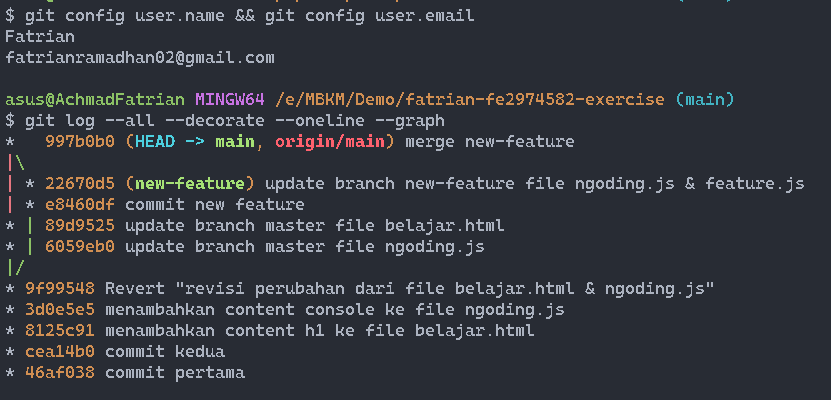 $ git config user.name && git config user.email
Fatrian
fatrianramadhan02@gmail.com
asus@AchmadFatrian MINGW64 /e/MBKM/Demo/fatrian-fe2974582-exercise (main)
$ git log --all --decorate --oneline --graph
*   997b0b0 (HEAD -> main, origin/main) merge new-feature
|\
| * 22670d5 (new-feature) update branch new-feature file ngoding.js & feature.js
| * e8460df commit new feature
* | 89d9525 update branch master file belajar.html
* | 6059eb0 update branch master file ngoding.js
|/
* 9f99548 Revert "revisi perubahan dari file belajar.html & ngoding.js"
* 3d0e5e5 menambahkan content console ke file ngoding.js
* 8125c91 menambahkan content h1 ke file belajar.html
* cea14b0 commit kedua
* 46af038 commit pertama